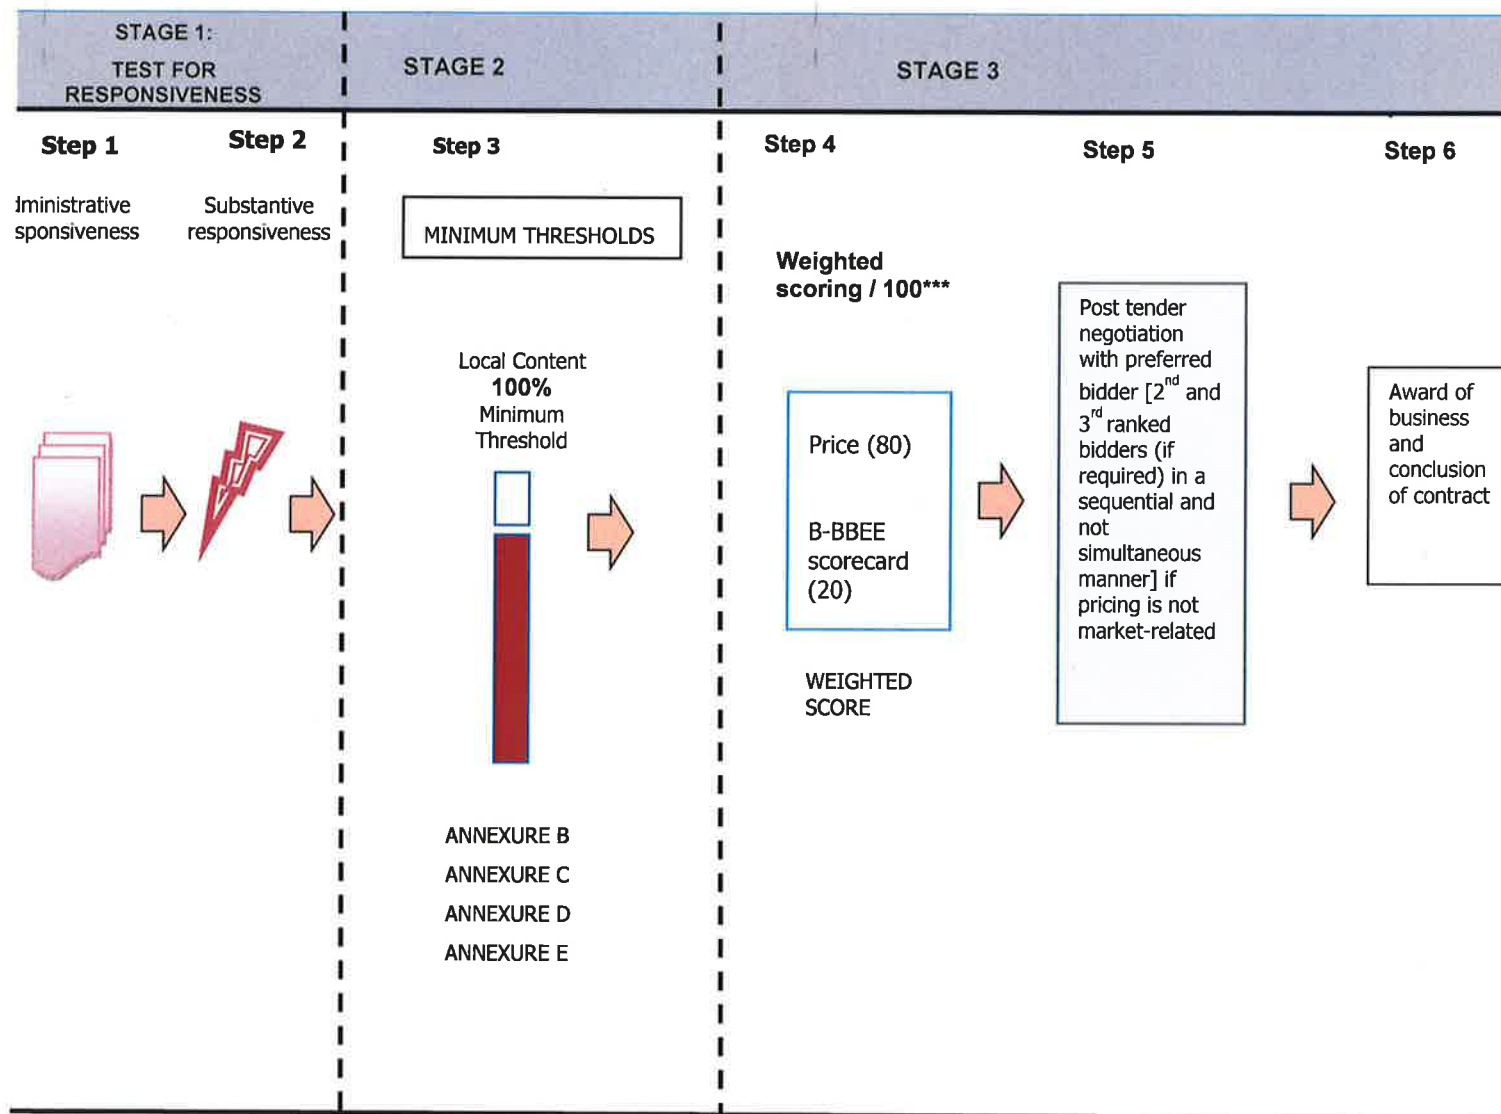 STAGE 1:
TEST FOR
RESPONSIVENESS
STAGE 2
STAGE 3
Step 1
Step 2
Step 3
Step 4
Step 5
Step 6
dministrative
sponsiveness
Substantive
responsiveness
MINIMUM THRESHOLDS
Local Content
100%
Minimum
Threshold
ANNEXURE B
ANNEXURE C
ANNEXURE D
ANNEXURE E
Weighted
scoring / 100***
Price (80)
B-BBEE
scorecard
(20)
WEIGHTED
SCORE
Post tender
negotiation
with preferred
bidder [2nd and
3rd ranked
bidders (if
required) in a
sequential and
not
simultaneous
manner] if
pricing is not
market-related
Award of
business
and
conclusion
of contract